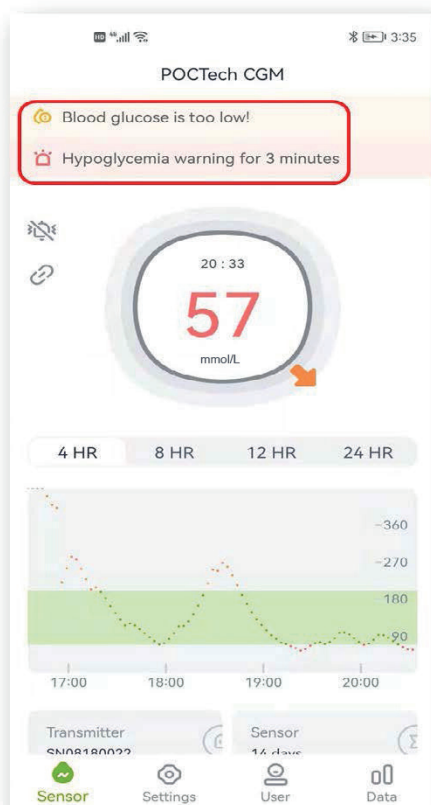 HD 3:35
POCTech CGM
Blood glucose is too low!
Hypoglycemia warning for 3 minutes
20 : 33
57
mmol/L
4 HR 8 HR 12 HR 24 HR
360
270
180
90
17:00 18:00 19:00 20:00
Transmitter Sensor
SN08180022 14 days
Sensor Settings User Data